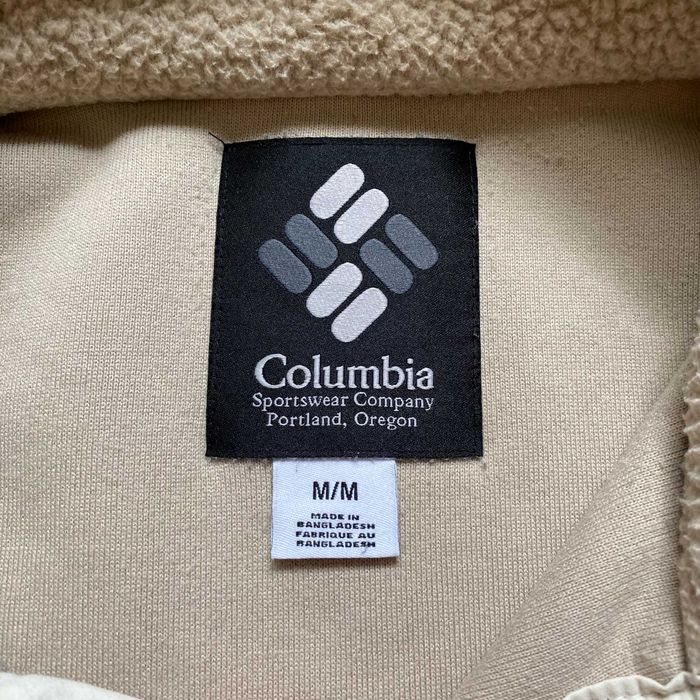 Columbia
Sportswear Company
Portland, Oregon
M/M
MADE IN
BANGLADESH
FABRIQUE AU
BANGLADESH